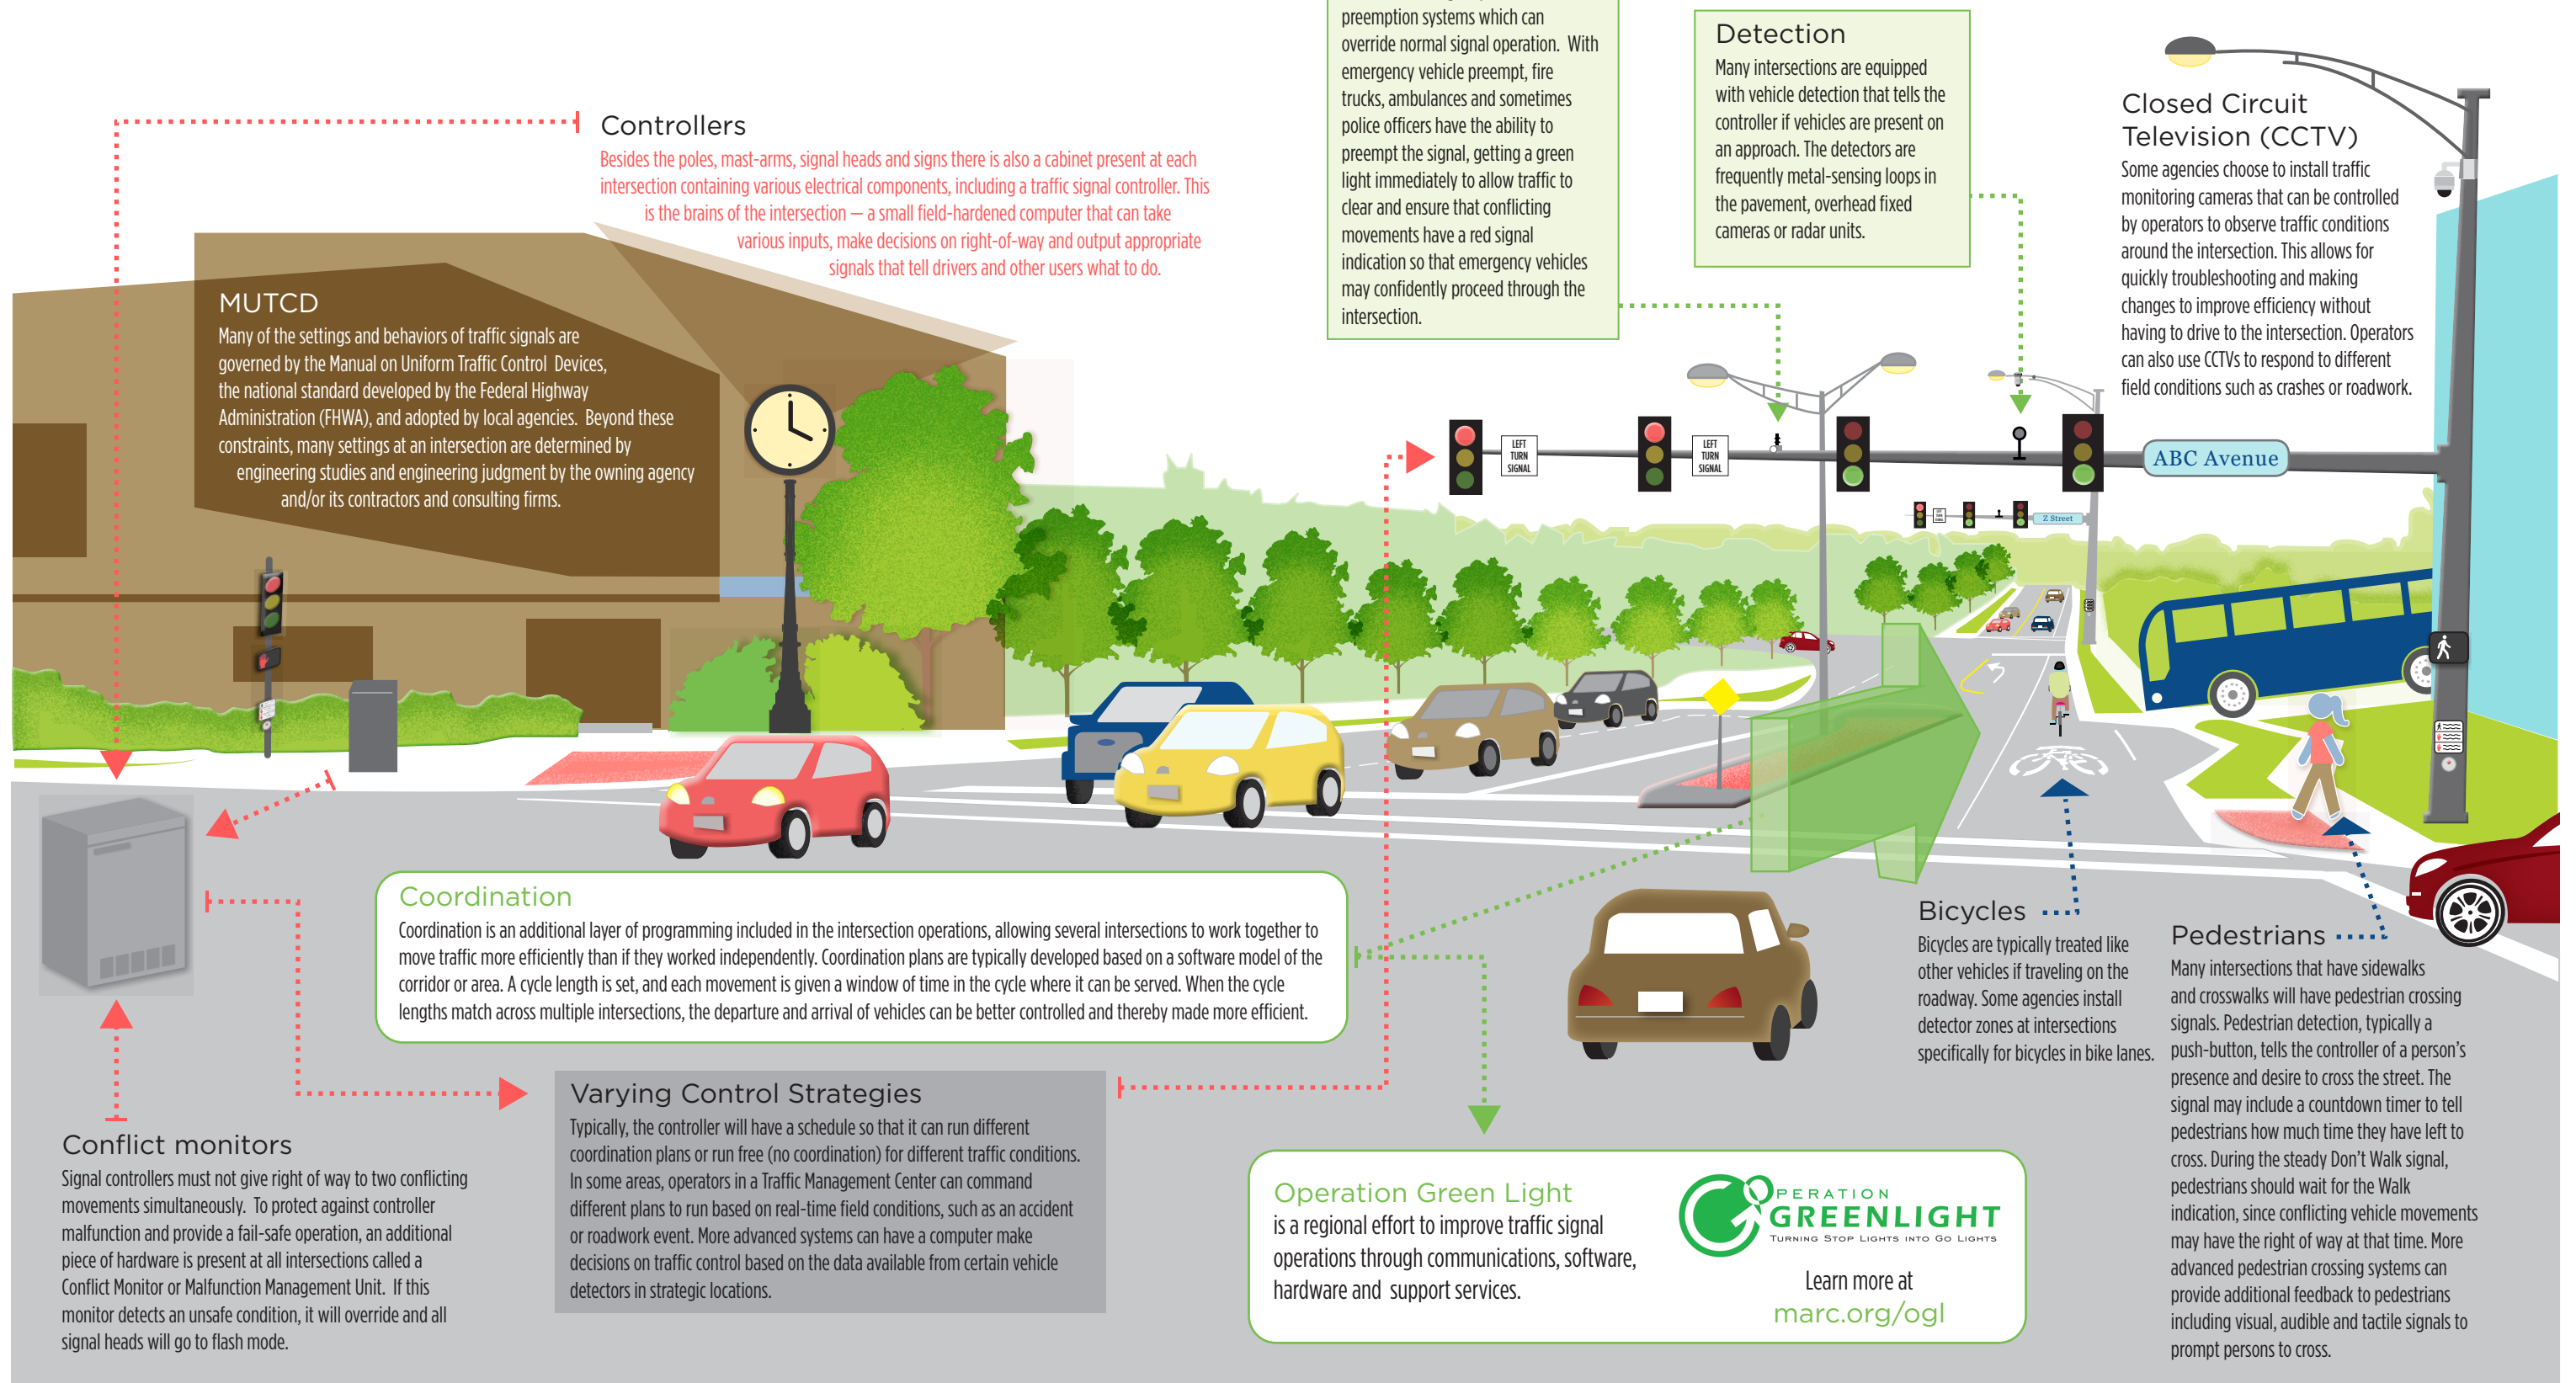 preemption systems which can
override normal signal operation. With
emergency vehicle preempt, fire
trucks, ambulances and sometimes
police officers have the ability to
preempt the signal, getting a green
light immediately to allow traffic to
clear and ensure that conflicting
movements have a red signal
indication so that emergency vehicles
may confidently proceed through the
intersection.
Detection
Many intersections are equipped
with vehicle detection that tells the
controller if vehicles are present on
an approach. The detectors are
frequently metal-sensing loops in
the pavement, overhead fixed
cameras or radar units.
Closed Circuit
Television (CCTV)
Some agencies choose to install traffic
monitoring cameras that can be controlled
by operators to observe traffic conditions
around the intersection. This allows for
quickly troubleshooting and making
changes to improve efficiency without
having to drive to the intersection. Operators
can also use CCTVs to respond to different
field conditions such as crashes or roadwork.
Controllers
Besides the poles, mast-arms, signal heads and signs there is also a cabinet present at each
intersection containing various electrical components, including a traffic signal controller. This
is the brains of the intersection – a small field-hardened computer that can take
various inputs, make decisions on right-of-way and output appropriate
signals that tell drivers and other users what to do.
MUTCD
Many of the settings and behaviors of traffic signals are
governed by the Manual on Uniform Traffic Control Devices,
the national standard developed by the Federal Highway
Administration (FHWA), and adopted by local agencies. Beyond these
constraints, many settings at an intersection are determined by
engineering studies and engineering judgment by the owning agency
and/or its contractors and consulting firms.
LEFT
TURN
SIGNAL
LEFT
TURN
SIGNAL
ABC Avenue
Z Street
Coordination
Coordination is an additional layer of programming included in the intersection operations, allowing several intersections to work together to
move traffic more efficiently than if they worked independently. Coordination plans are typically developed based on a software model of the
corridor or area. A cycle length is set, and each movement is given a window of time in the cycle where it can be served. When the cycle
lengths match across multiple intersections, the departure and arrival of vehicles can be better controlled and thereby made more efficient.
Bicycles
Bicycles are typically treated like
other vehicles if traveling on the
roadway. Some agencies install
detector zones at intersections
specifically for bicycles in bike lanes.
Pedestrians
Many intersections that have sidewalks
and crosswalks will have pedestrian crossing
signals. Pedestrian detection, typically a
push-button, tells the controller of a person's
presence and desire to cross the street. The
signal may include a countdown timer to tell
pedestrians how much time they have left to
cross. During the steady Don't Walk signal,
pedestrians should wait for the Walk
indication, since conflicting vehicle movements
may have the right of way at that time. More
advanced pedestrian crossing systems can
provide additional feedback to pedestrians
including visual, audible and tactile signals to
prompt persons to cross.
Conflict monitors
Signal controllers must not give right of way to two conflicting
movements simultaneously. To protect against controller
malfunction and provide a fail-safe operation, an additional
piece of hardware is present at all intersections called a
Conflict Monitor or Malfunction Management Unit. If this
monitor detects an unsafe condition, it will override and all
signal heads will go to flash mode.
Varying Control Strategies
Typically, the controller will have a schedule so that it can run different
coordination plans or run free (no coordination) for different traffic conditions.
In some areas, operators in a Traffic Management Center can command
different plans to run based on real-time field conditions, such as an accident
or roadwork event. More advanced systems can have a computer make
decisions on traffic control based on the data available from certain vehicle
detectors in strategic locations.
Operation Green Light
is a regional effort to improve traffic signal
operations through communications, software,
hardware and support services.
OPERATION
GREENLIGHT
TURNING STOP LIGHTS INTO GO LIGHTS
Learn more at
marc.org/ogl